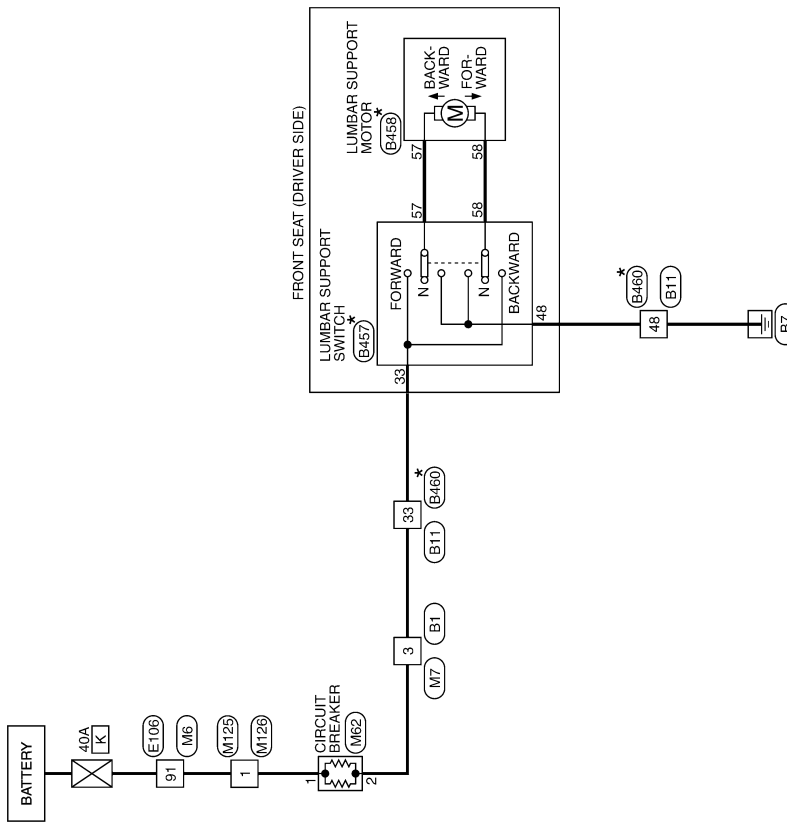 BATTERY
40A
K
91
E106
M6
1
M125
M126
CIRCUIT
BREAKER
M62
1
2
3
B1
M7
33
*
B460
B11
FRONT SEAT (DRIVER SIDE)
LUMBAR SUPPORT
SWITCH
*
B457
33
FORWARD
N
N
BACKWARD
48
57
58
57
58
LUMBAR SUPPORT
MOTOR
*
B458
M
BACK-
WARD
FOR-
WARD
48
*
B460
B11